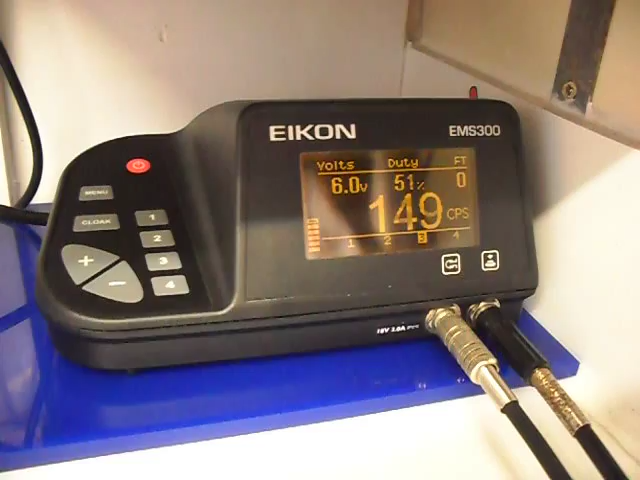 EIKON
EMS300
Volts Duty FT
6.0v 51% 0
149 CPS
1 2 3 4
MENU
CLOAK
1
2
3
4
+
-
18V 3.0A